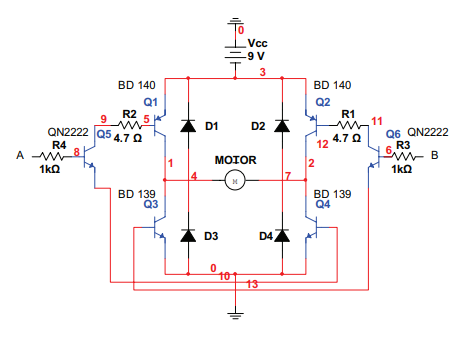 0
Vcc
9 V
3
BD 140
Q1
BD 140
Q2
9
R2
5
D1
D2
R1
11
QN2222
Q5
4.7 Ω
4.7 Ω
Q6
QN2222
12
A
R4
8
6
R3
B
1kΩ
1kΩ
1
MOTOR
2
4
M
7
BD 139
Q3
BD 139
Q4
D3
D4
0
10
13